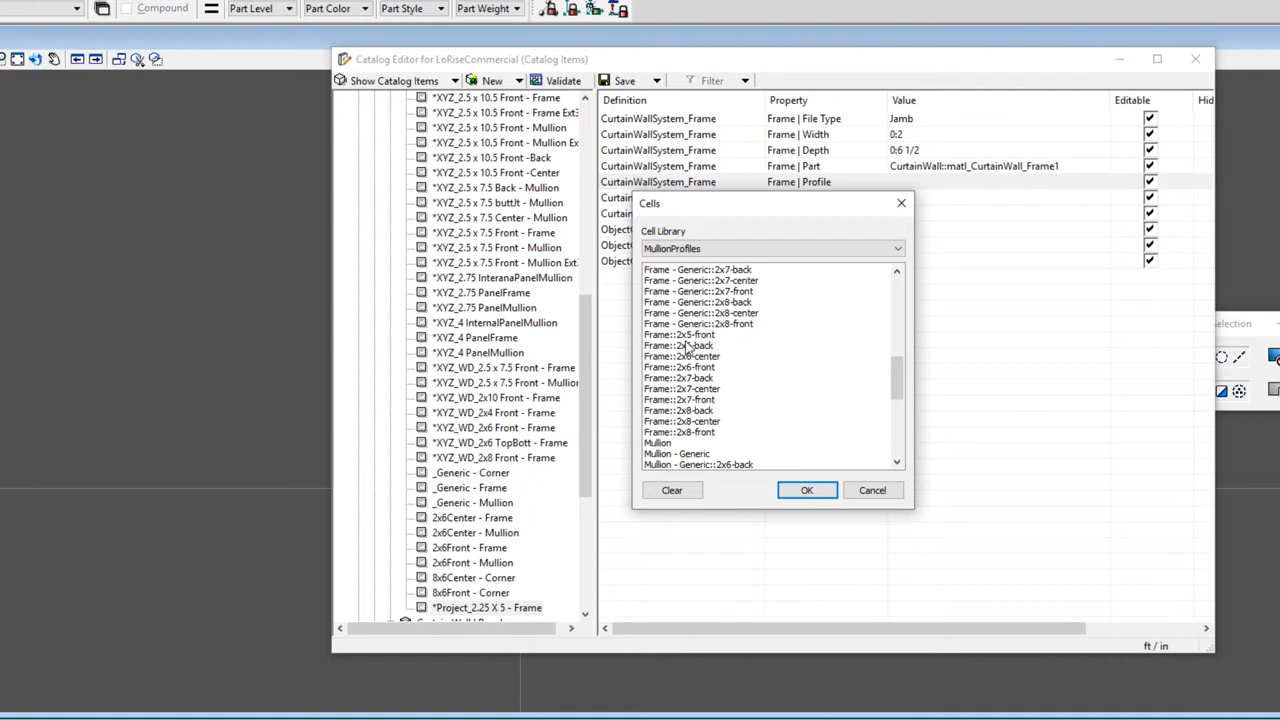 Compound Part Level Part Color Part Style Part Weight
Catalog Editor for LoRiseCommercial (Catalog Items)
Show Catalog Items New Validate Save Filter
*XYZ_2.5 x 10.5 Front - Frame
*XYZ_2.5 x 10.5 Front - Frame Ext3
*XYZ_2.5 x 10.5 Front - Mullion
*XYZ_2.5 x 10.5 Front - Mullion Ex
*XYZ_2.5 x 10.5 Front -Back
*XYZ_2.5 x 10.5 Front -Center
*XYZ_2.5 x 7.5 Back - Mullion
*XYZ_2.5 x 7.5 buttJt - Mullion
*XYZ_2.5 x 7.5 Center - Mullion
*XYZ_2.5 x 7.5 Front - Frame
*XYZ_2.5 x 7.5 Front - Mullion
*XYZ_2.5 x 7.5 Front - Mullion Ext
*XYZ_2.75 InteranaPanelMullion
*XYZ_2.75 PanelFrame
*XYZ_2.75 PanelMullion
*XYZ_4 InternalPanelMullion
*XYZ_4 PanelFrame
*XYZ_4 PanelMullion
*XYZ_WD_2.5 x 7.5 Front - Frame
*XYZ_WD_2.5 x 7.5 Front - Mullion
*XYZ_WD_2x10 Front - Frame
*XYZ_WD_2x4 Front - Frame
*XYZ_WD_2x6 Front - Frame
*XYZ_WD_2x6 TopBott - Frame
*XYZ_WD_2x8 Front - Frame
_Generic - Corner
_Generic - Frame
_Generic - Mullion
2x6Center - Frame
2x6Center - Mullion
2x6Front - Frame
2x6Front - Mullion
8x6Center - Corner
8x6Front - Corner
*Project_2.25 X 5 - Frame
Definition Property Value Editable Hid
CurtainWallSystem_Frame Frame | File Type Jamb
CurtainWallSystem_Frame Frame | Width 0:2
CurtainWallSystem_Frame Frame | Depth 0:6 1/2
CurtainWallSystem_Frame Frame | Part CurtainWall::matl_CurtainWall_Frame1
CurtainWallSystem_Frame Frame | Profile
Curta
Curta
Object
Object
Object
Cells
Cell Library
MullionProfiles
Frame - Generic::2x7-back
Frame - Generic::2x7-center
Frame - Generic::2x7-front
Frame - Generic::2x8-back
Frame - Generic::2x8-center
Frame - Generic::2x8-front
Frame::2x5-front
Frame::2x -back
Frame::2x6-center
Frame::2x6-front
Frame::2x7-back
Frame::2x7-center
Frame::2x7-front
Frame::2x8-back
Frame::2x8-center
Frame::2x8-front
Mullion
Mullion - Generic
Mullion - Generic::2x6-back
Clear OK Cancel
election
ft / in